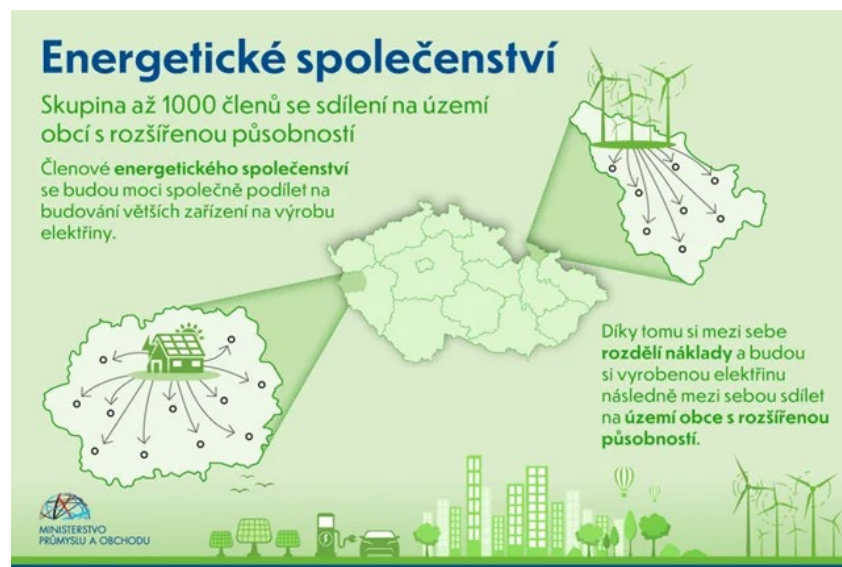 Energetické společenství
Skupina až 1000 členů se sdílení na území
obcí s rozšířenou působností
Členové energetického společenství
se budou moci společně podílet na
budování větších zařízení na výrobu
elektřiny.
Díky tomu si mezi sebe
rozdělí náklady a budou
si vyrobenou elektřinu
následně mezi sebou sdílet
na území obce s rozšířenou
působností.
MINISTERSTVO
PRŮMYSLU A OBCHODU